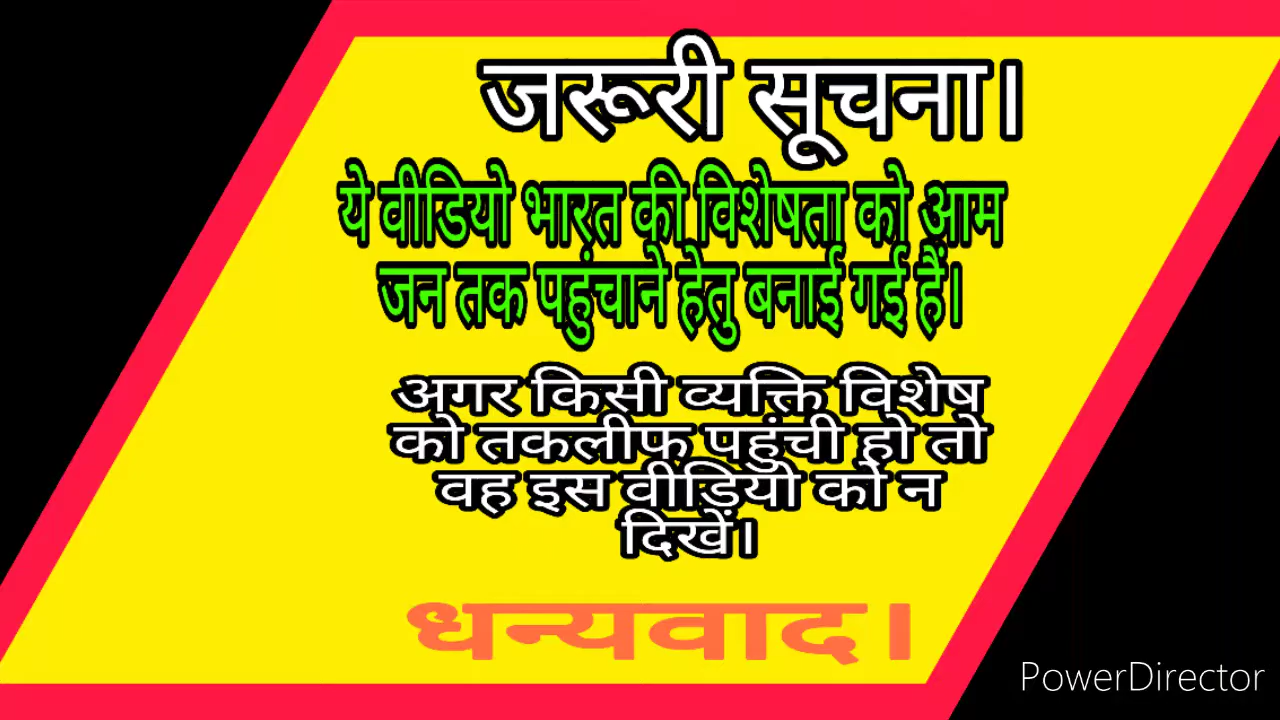 जरूरी सूचना।
ये वीडियो भारत की विशेषता को आम
जन तक पहुंचाने हेतु बनाई गई हैं।
अगर किसी व्यक्ति विशेष
को तकलीफ पहुंची हो तो
वह इस वीडियो को न
दिखें।
धन्यवाद।
PowerDirector